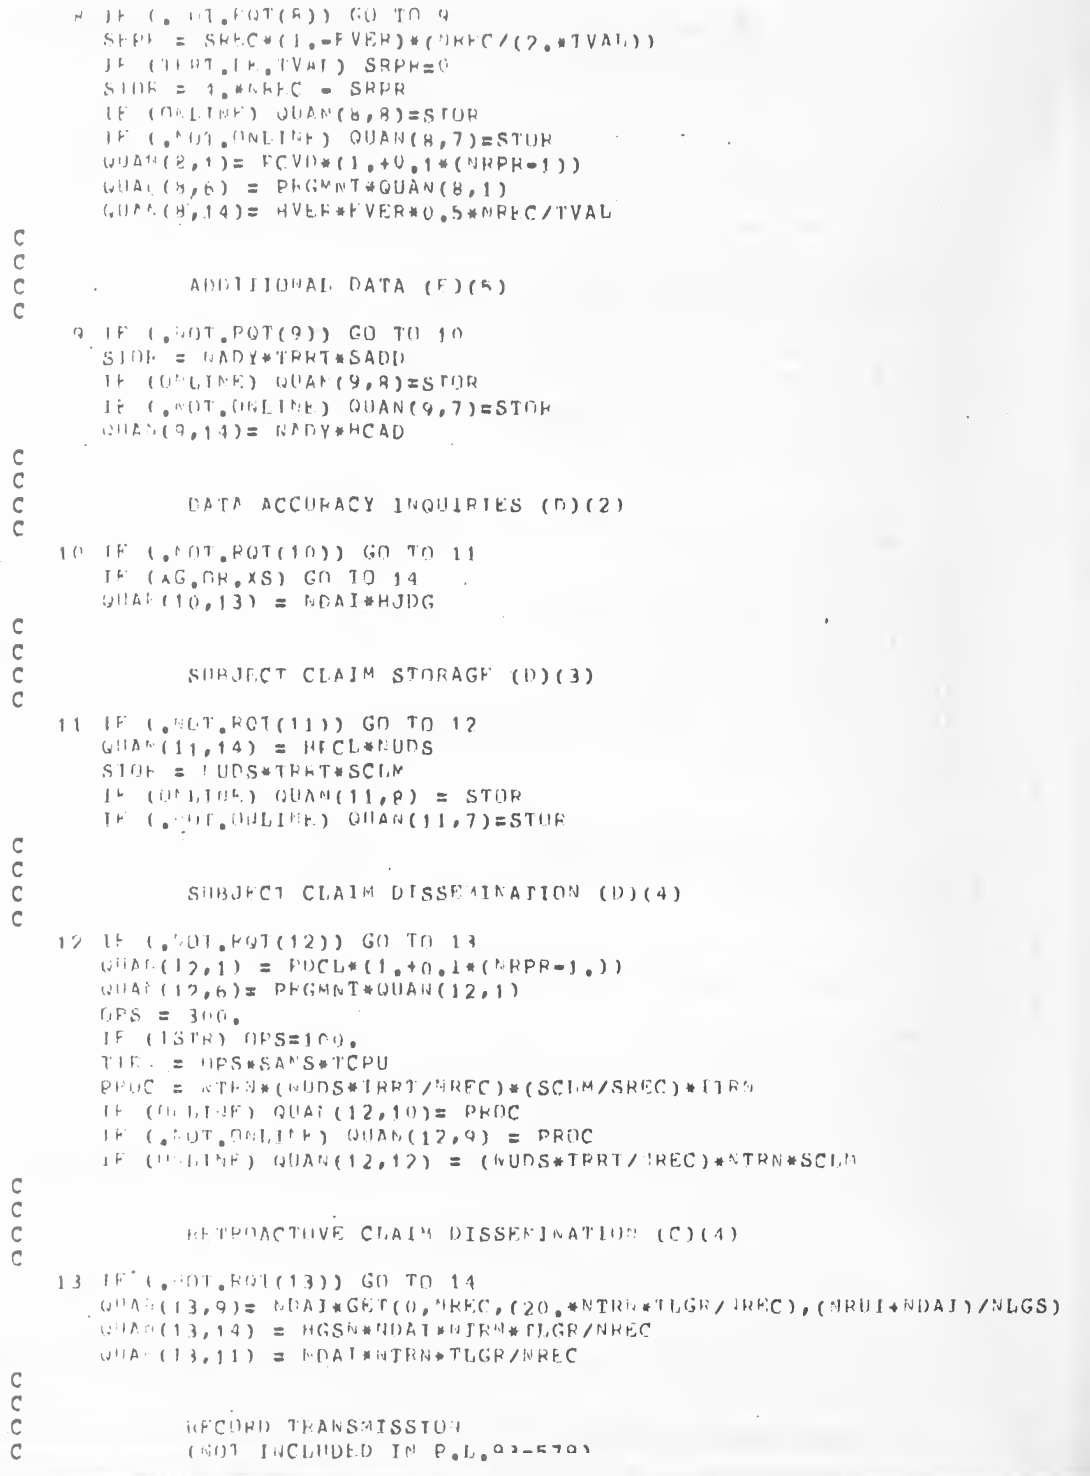 8 IF (.NOT.RQT(8)) GO TO 9
SRPR = SREC*(1.-FVER)*(NREC/(2.*TVAL))
IF (TPRT.LE.TVAL) SRPR=0
STOR = 1.*NREC - SRPR
IF (ONLINE) QUAN(8,8)=STOR
IF (.NOT.ONLINE) QUAN(8,7)=STOR
QUAN(8,1)= FCVD*(1.+0.1*(NRPR-1))
QUAN(8,6) = PRGMNT*QUAN(8,1)
QUAN(8,14)= HVER*FVER*0.5*NREC/TVAL
C
C
C ADDITIONAL DATA (E)(5)
C
9 IF (.NOT.RQT(9)) GO TO 10
STOR = NADY*TPRT*SADD
IF (ONLINE) QUAN(9,8)=STOR
IF (.NOT.ONLINE) QUAN(9,7)=STOR
QUAN(9,14)= NADY*HCAD
C
C
C DATA ACCURACY INQUIRIES (D)(2)
C
10 IF (.NOT.RQT(10)) GO TO 11
IF (XG.OR.XS) GO TO 14
QUAN(10,13) = NDAI*HJDG
C
C
C SUBJECT CLAIM STORAGE (D)(3)
C
11 IF (.NOT.RQT(11)) GO TO 12
QUAN(11,14) = HFCL*NUDS
STOR = NUDS*TPRT*SCLM
IF (ONLINE) QUAN(11,8) = STOR
IF (.NOT.ONLINE) QUAN(11,7)=STOR
C
C
C SUBJECT CLAIM DISSEMINATION (D)(4)
C
12 IF (.NOT.RQT(12)) GO TO 13
QUAN(12,1) = PDCL*(1.+0.1*(NRPR-1.))
QUAN(12,6)= PRGMNT*QUAN(12,1)
OPS = 300.
IF (ISTR) OPS=100.
= OPS*SANS*TCPU
PROC = NTRN*(NUDS*TPRT/NREC)*(SCLM/SREC)*TTRN
IF (ONLINE) QUAN(12,10)= PROC
IF (.NOT.ONLINE) QUAN(12,9) = PROC
IF (ONLINE) QUAN(12,12) = (NUDS*TPRT/NREC)*NTRN*SCLM
C
C
C RETROACTOVE CLAIM DISSEMINATION (C)(4)
C
13 IF (.NOT.RQT(13)) GO TO 14
QUAN(13,9)= NDAI*GET(0,NREC,(20.*NTRN*TLGR/NREC),(NRUI+NDAI)/NLGS)
QUAN(13,14) = HGSN*NDAI*NTRN*TLGR/NREC
QUAN(13,11) = NDAI*NTRN*TLGR/NREC
C
C
C RECORD TRANSMISSION
C (NOT INCLUDED IN P.L.93-579)